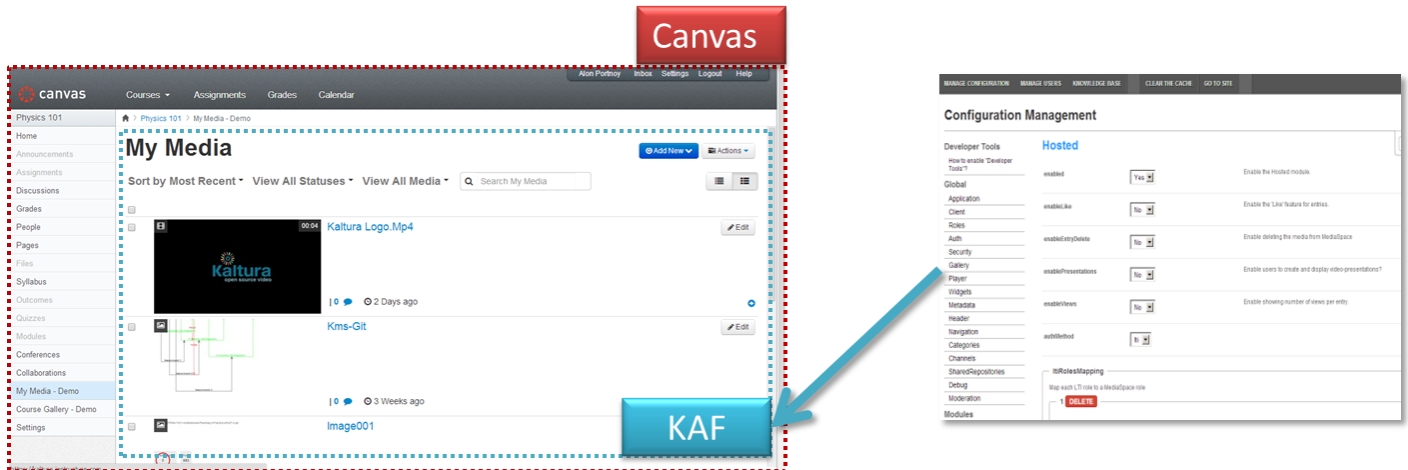 Canvas
Alon Portnoy Inbox Settings Logout Help
canvas
Courses Assignments Grades Calendar
Physics 101
Physics 101 > My Media - Demo
Home
Announcements
Assignments
Discussions
Grades
People
Pages
Files
Syllabus
Outcomes
Quizzes
Modules
Conferences
Collaborations
My Media - Demo
Course Gallery - Demo
Settings
My Media
Add New
Actions
Sort by Most Recent View All Statuses View All Media Search My Media
00:04
Kaltura
open source video
Kaltura Logo.Mp4
Edit
| 0 2 Days ago
Kms-Git
Edit
| 0 3 Weeks ago
Image001
KAF
MANAGE CONFIGURATION MANAGE USERS KNOWLEDGE BASE CLEAR THE CACHE GO TO SITE
Configuration Management
Developer Tools
How to enable 'Developer
Tools'?
Global
Application
Client
Roles
Auth
Security
Gallery
Player
Widgets
Metadata
Header
Navigation
Categories
Channels
SharedRepositories
Debug
Moderation
Modules
Hosted
enabled Yes Enable the Hosted module.
enableLike No Enable the 'Like' feature for entries.
enableEntryDelete No Enable deleting the media from MediaSpace
enablePresentations No Enable users to create and display video-presentations?
enableViews No Enable showing number of views per entry.
authMethod lti
ltiRolesMapping
Map each LTI role to a MediaSpace role
1 DELETE